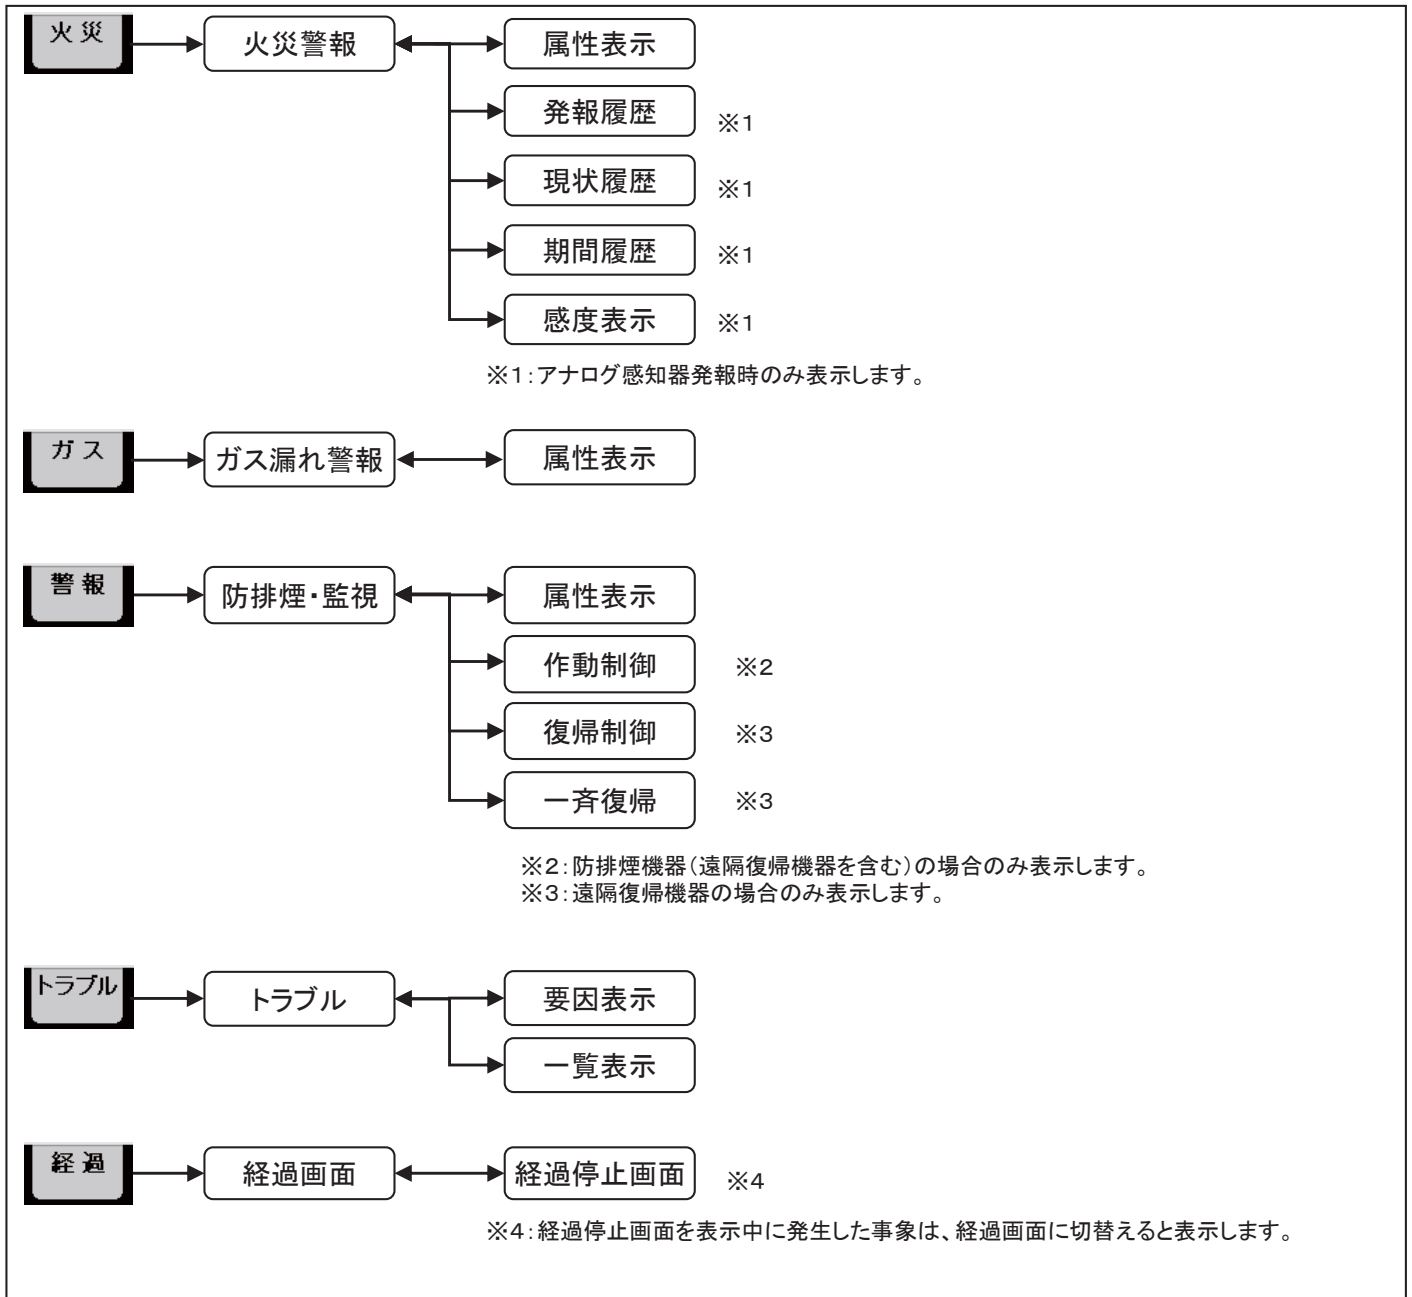 火災
火災警報
属性表示
発報履歴
※1
現状履歴
※1
期間履歴
※1
感度表示
※1
※1:アナログ感知器発報時のみ表示します。
ガス
ガス漏れ警報
属性表示
警報
防排煙・監視
属性表示
作動制御
※2
復帰制御
※3
一斉復帰
※3
※2:防排煙機器(遠隔復帰機器を含む)の場合のみ表示します。
※3:遠隔復帰機器の場合のみ表示します。
トラブル
トラブル
要因表示
一覧表示
経過
経過画面
経過停止画面
※4
※4:経過停止画面を表示中に発生した事象は、経過画面に切替えると表示します。